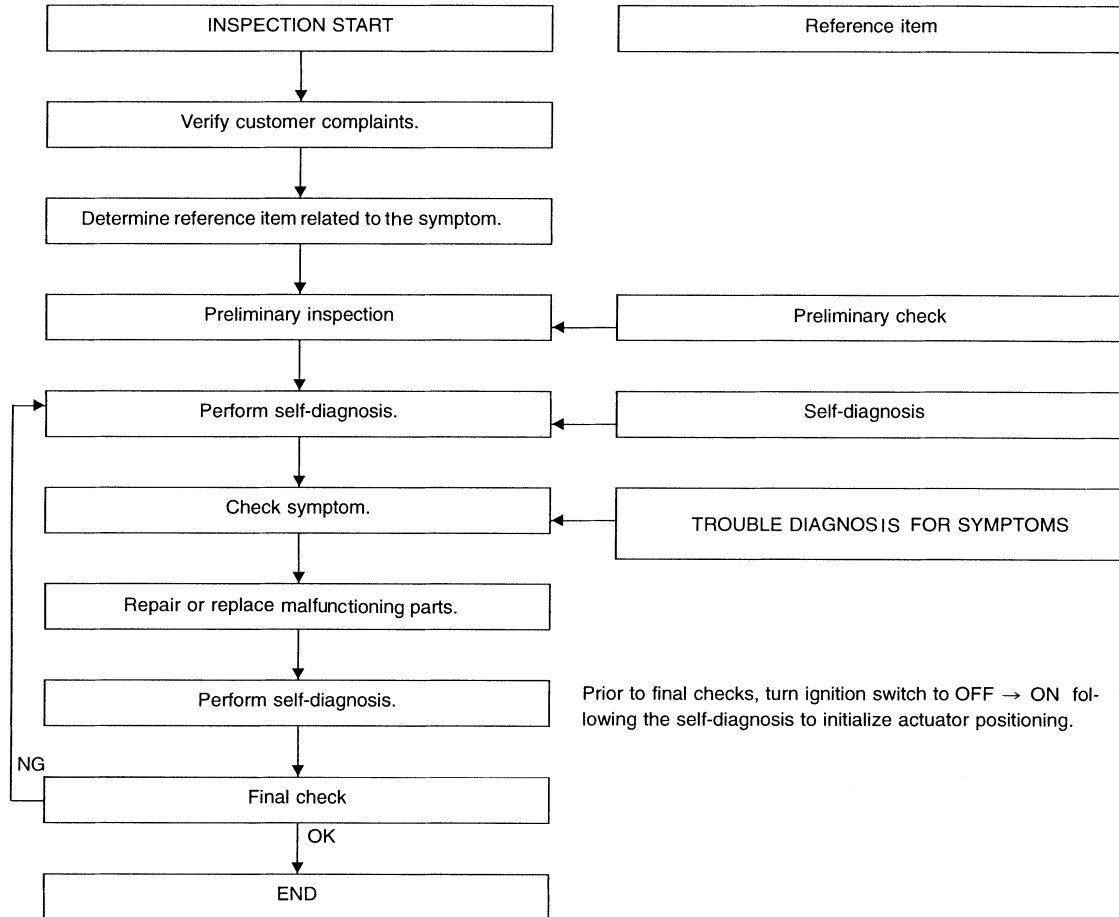 INSPECTION START
Reference item
Verify customer complaints.
Determine reference item related to the symptom.
Preliminary inspection
Preliminary check
Perform self-diagnosis.
Self-diagnosis
Check symptom.
TROUBLE DIAGNOSIS FOR SYMPTOMS
Repair or replace malfunctioning parts.
Perform self-diagnosis.
Prior to final checks, turn ignition switch to OFF → ON fol-
lowing the self-diagnosis to initialize actuator positioning.
NG
Final check
OK
END